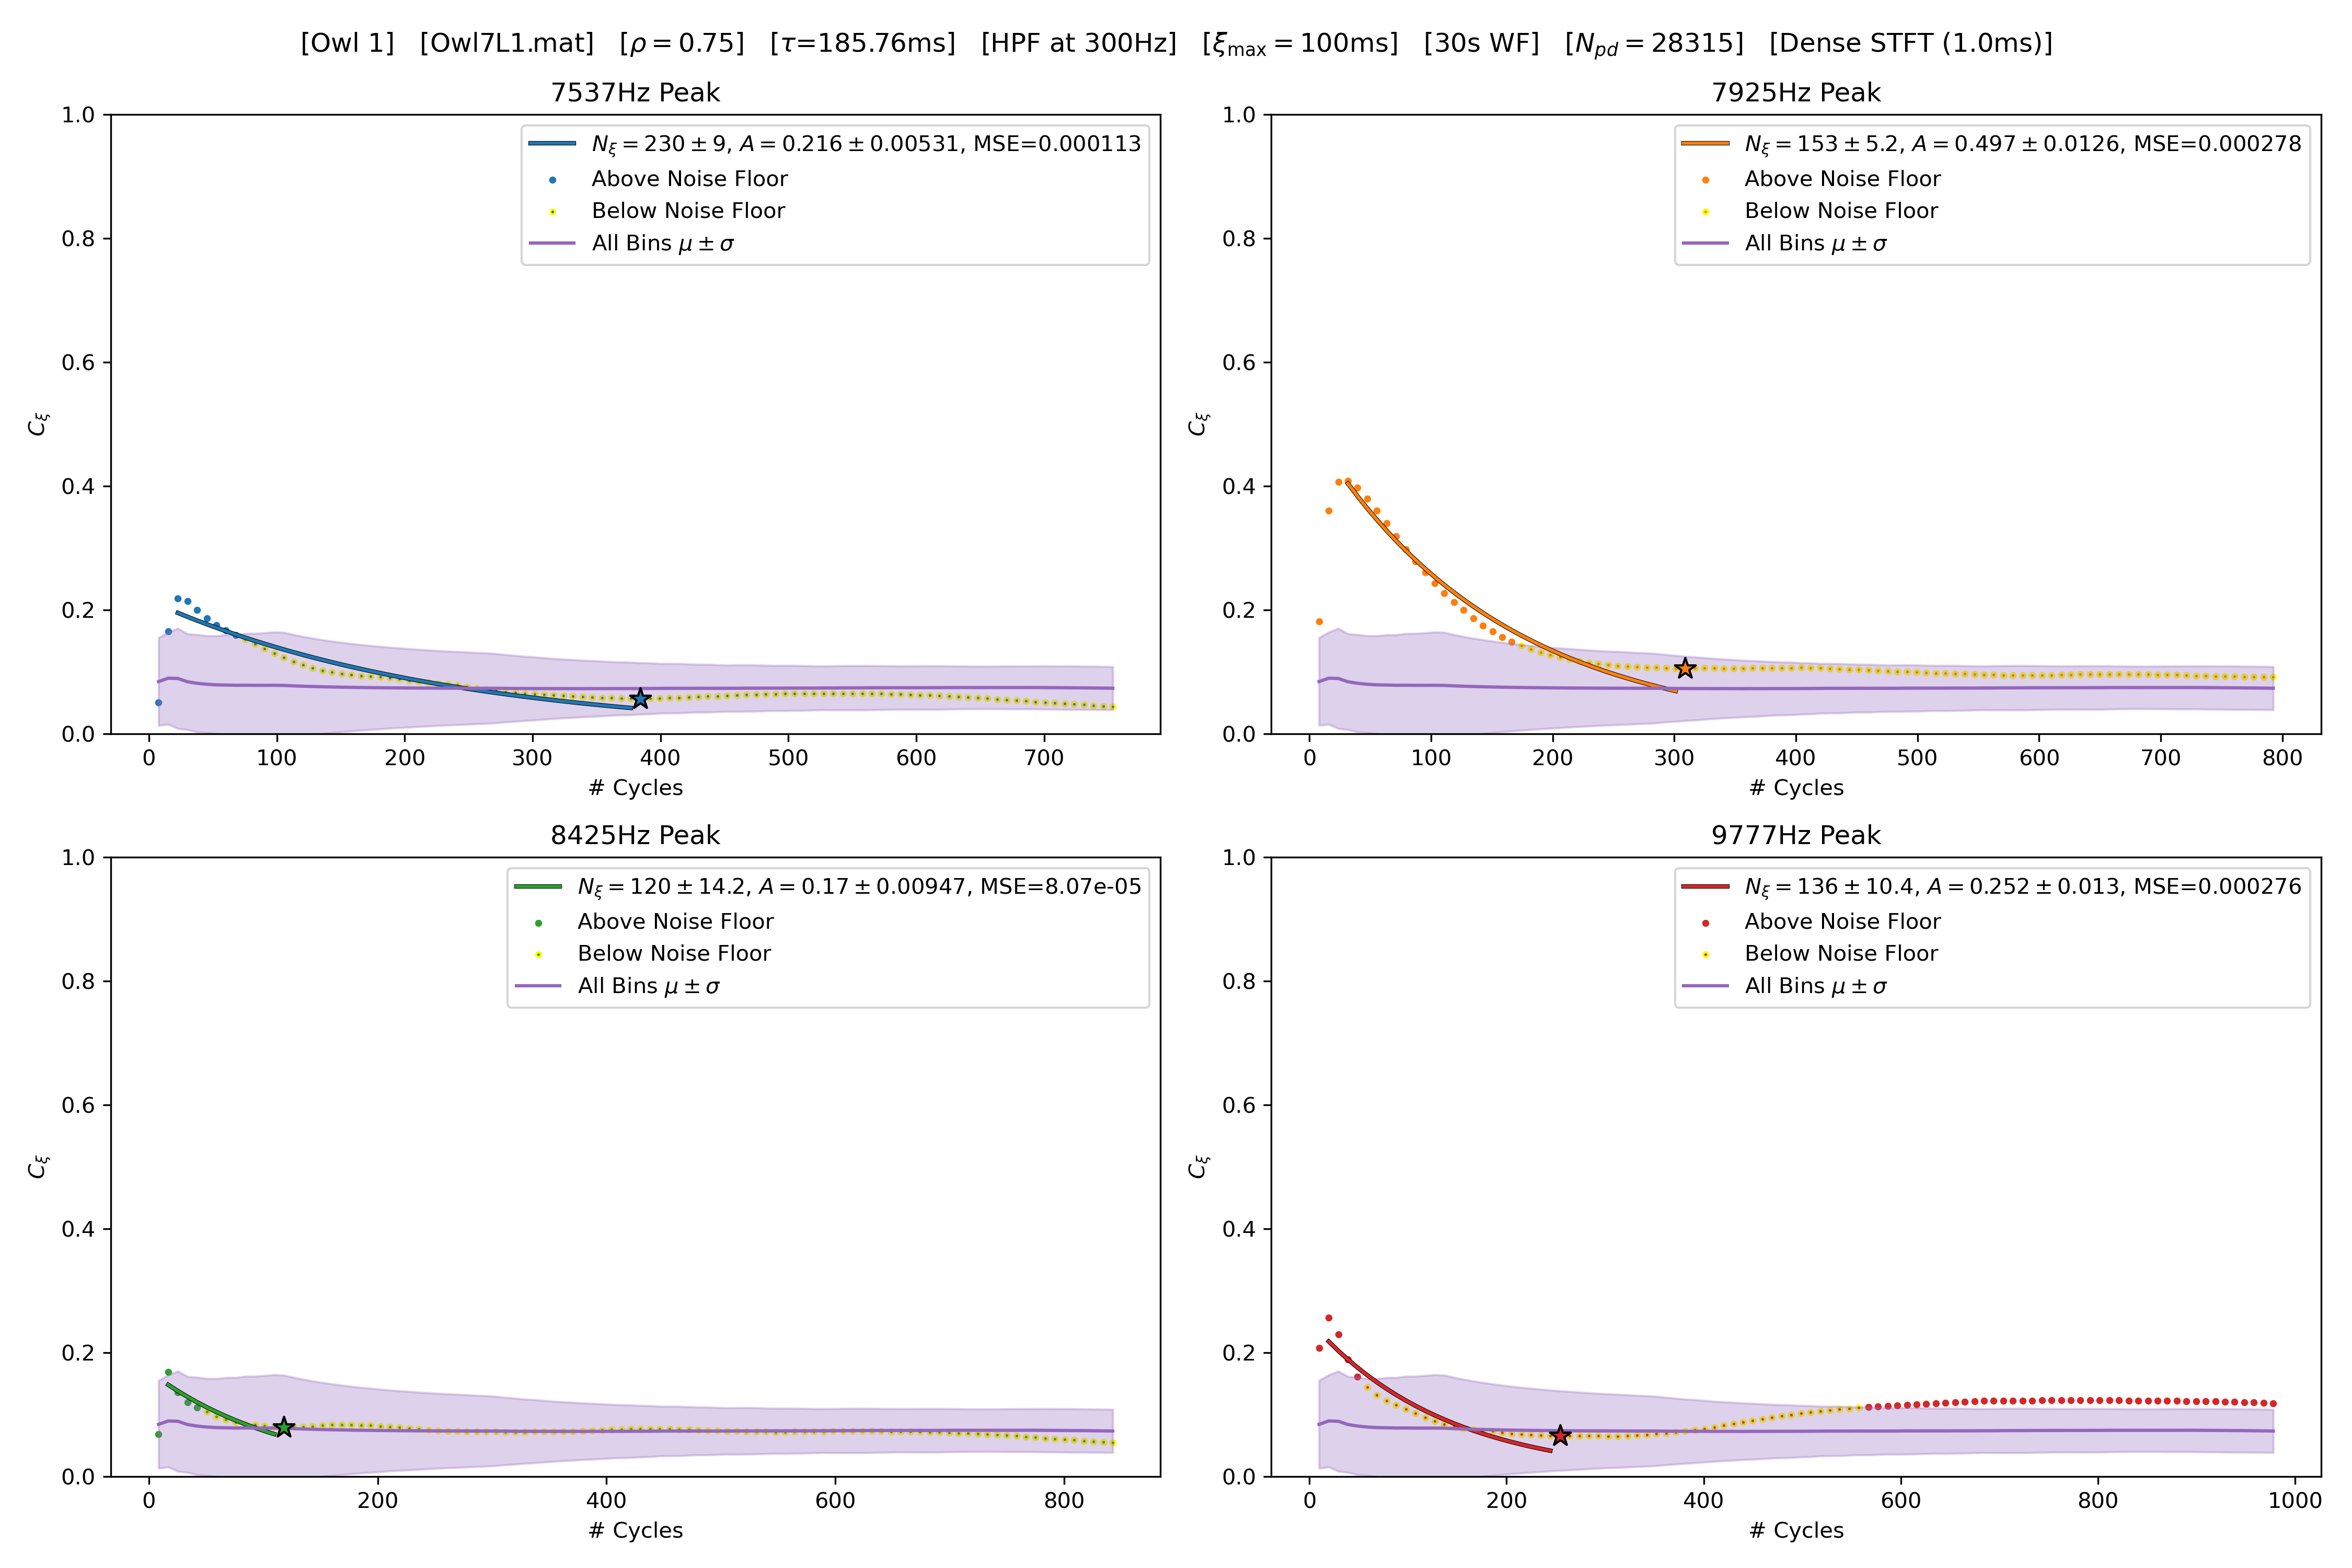 [Owl 1] [Owl7L1.mat] [ρ = 0.75] [τ=185.76ms] [HPF at 300Hz] [ξmax = 100ms] [30s WF] [Npd = 28315] [Dense STFT (1.0ms)]
7537Hz Peak
Nξ = 230 ± 9, A = 0.216 ± 0.00531, MSE=0.000113
Above Noise Floor
Below Noise Floor
All Bins μ ± σ
1.0
0.8
0.6
0.4
0.2
0.0
Cξ
0 100 200 300 400 500 600 700
# Cycles
7925Hz Peak
Nξ = 153 ± 5.2, A = 0.497 ± 0.0126, MSE=0.000278
Above Noise Floor
Below Noise Floor
All Bins μ ± σ
1.0
0.8
0.6
0.4
0.2
0.0
Cξ
0 100 200 300 400 500 600 700 800
# Cycles
8425Hz Peak
Nξ = 120 ± 14.2, A = 0.17 ± 0.00947, MSE=8.07e-05
Above Noise Floor
Below Noise Floor
All Bins μ ± σ
1.0
0.8
0.6
0.4
0.2
0.0
Cξ
0 200 400 600 800
# Cycles
9777Hz Peak
Nξ = 136 ± 10.4, A = 0.252 ± 0.013, MSE=0.000276
Above Noise Floor
Below Noise Floor
All Bins μ ± σ
1.0
0.8
0.6
0.4
0.2
0.0
Cξ
0 200 400 600 800 1000
# Cycles